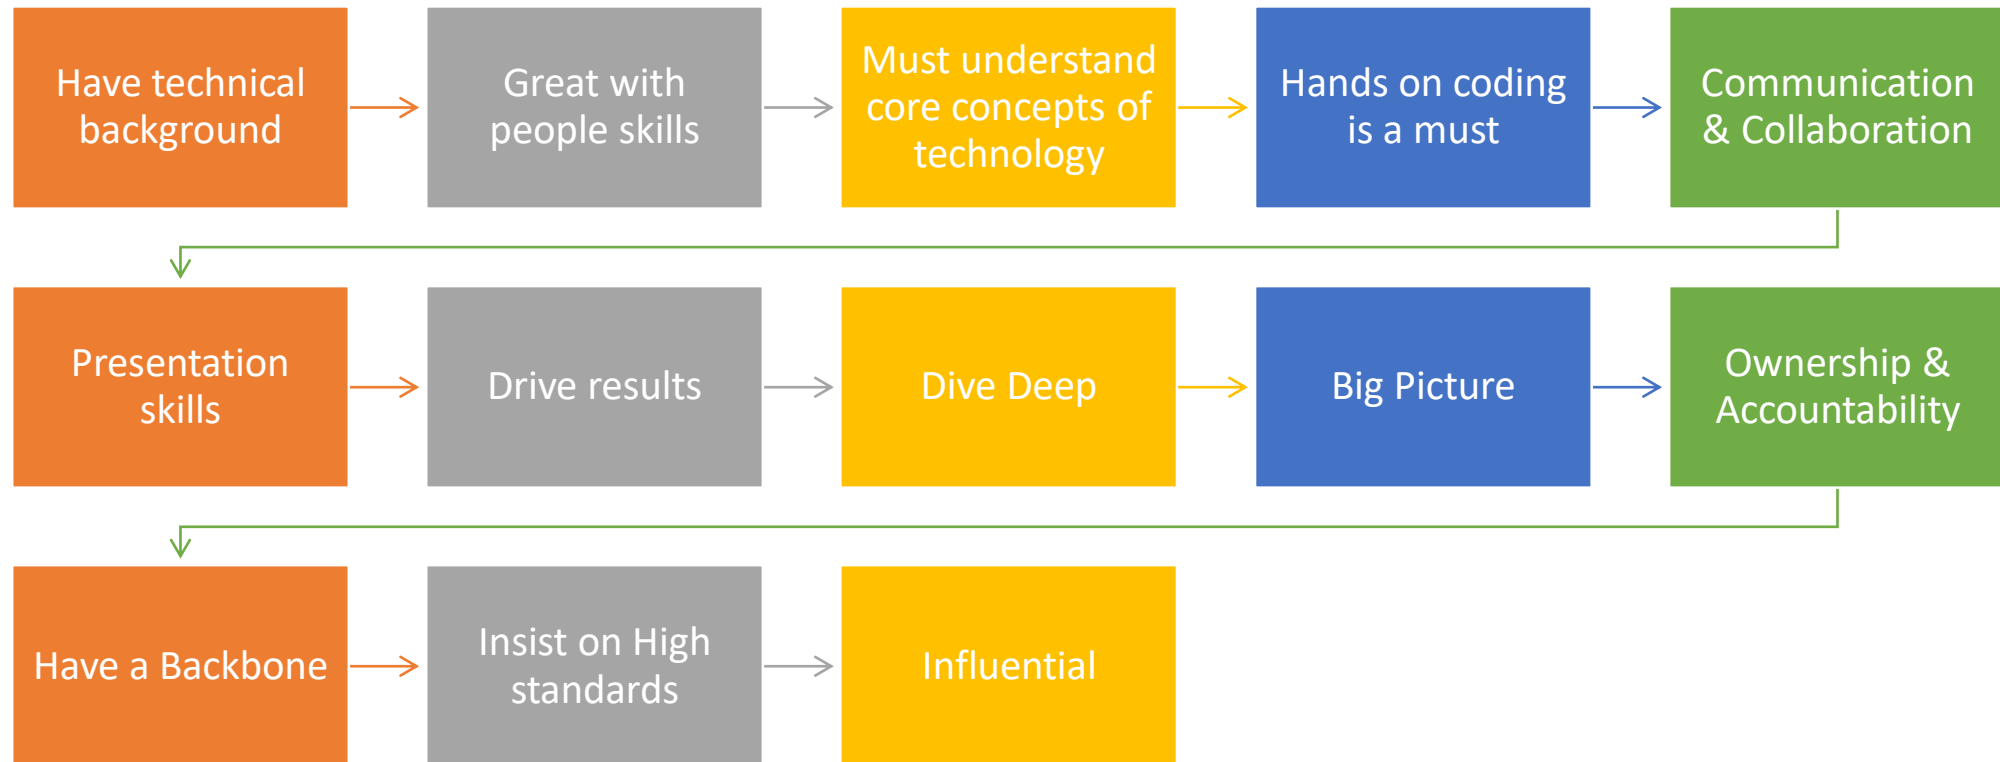 Have technical
background
Great with
people skills
Must understand
core concepts of
technology
Hands on coding
is a must
Communication
& Collaboration
Presentation
skills
Drive results
Dive Deep
Big Picture
Ownership &
Accountability
Have a Backbone
Insist on High
standards
Influential